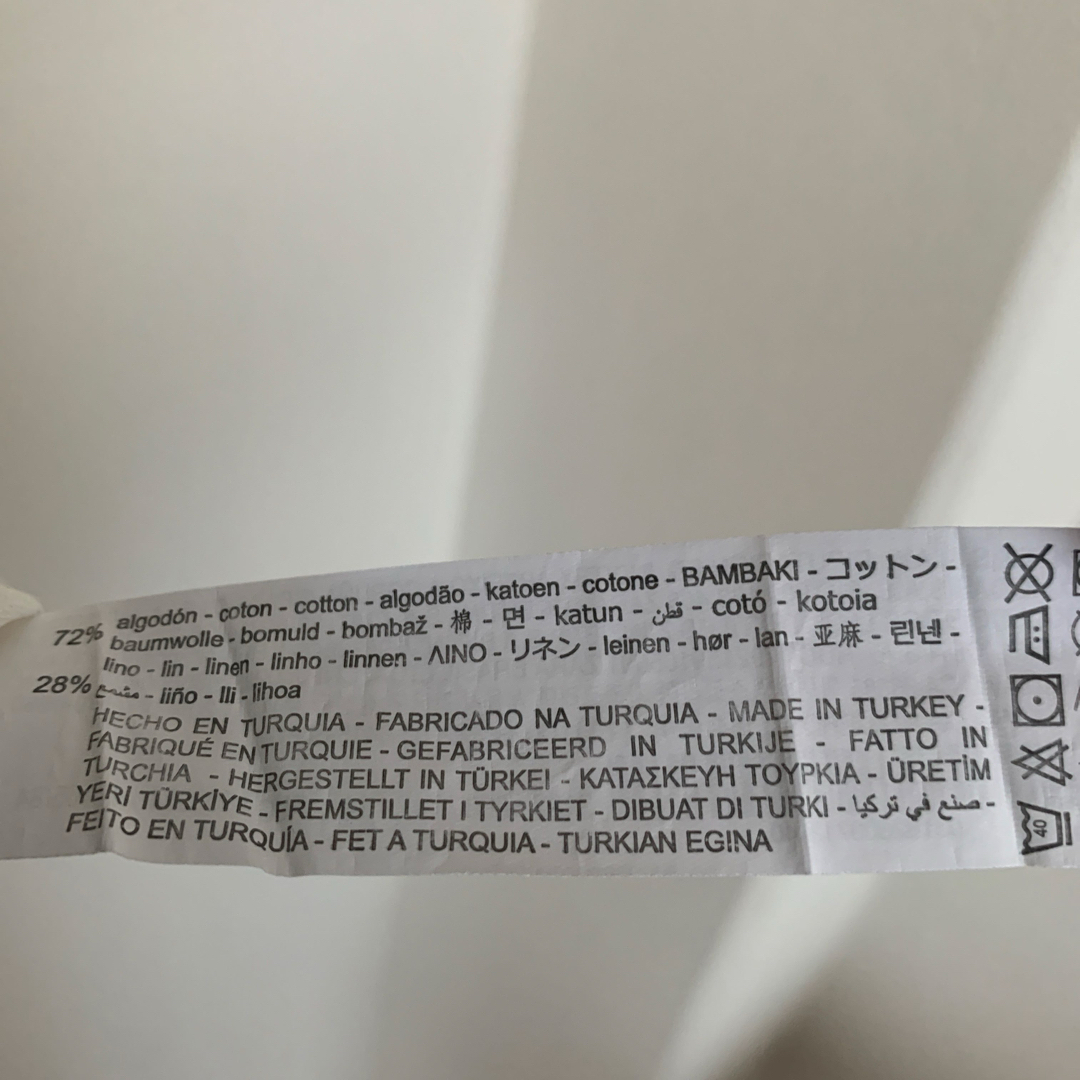 72% algodón - coton - cotton - algodão - katoen - cotone - BAMBAKI - コットン -
baumwolle - bomuld - bombaž - 棉 - 면 - katun - قطن - cotó - kotoia
28% lino - lin - linen - linho - linnen - ΛΙΝΟ - リネン - leinen - hør - lan - 亚麻 - 린넨 -
- liño - lli - lihoa
HECHO EN TURQUIA - FABRICADO NA TURQUIA - MADE IN TURKEY -
FABRIQUÉ EN TURQUIE - GEFABRICEERD IN TURKIJE - FATTO IN
TURCHIA - HERGESTELLT IN TÜRKEI - ΚΑΤΑΣΚΕΥΗ ΤΟΥΡΚΙΑ - ÜRETİM
YERİ TÜRKİYE - FREMSTILLET I TYRKIET - DIBUAT DI TURKI - صنع في تركيا -
FEITO EN TURQUÍA - FET A TURQUIA - TURKIAN EGINA
40